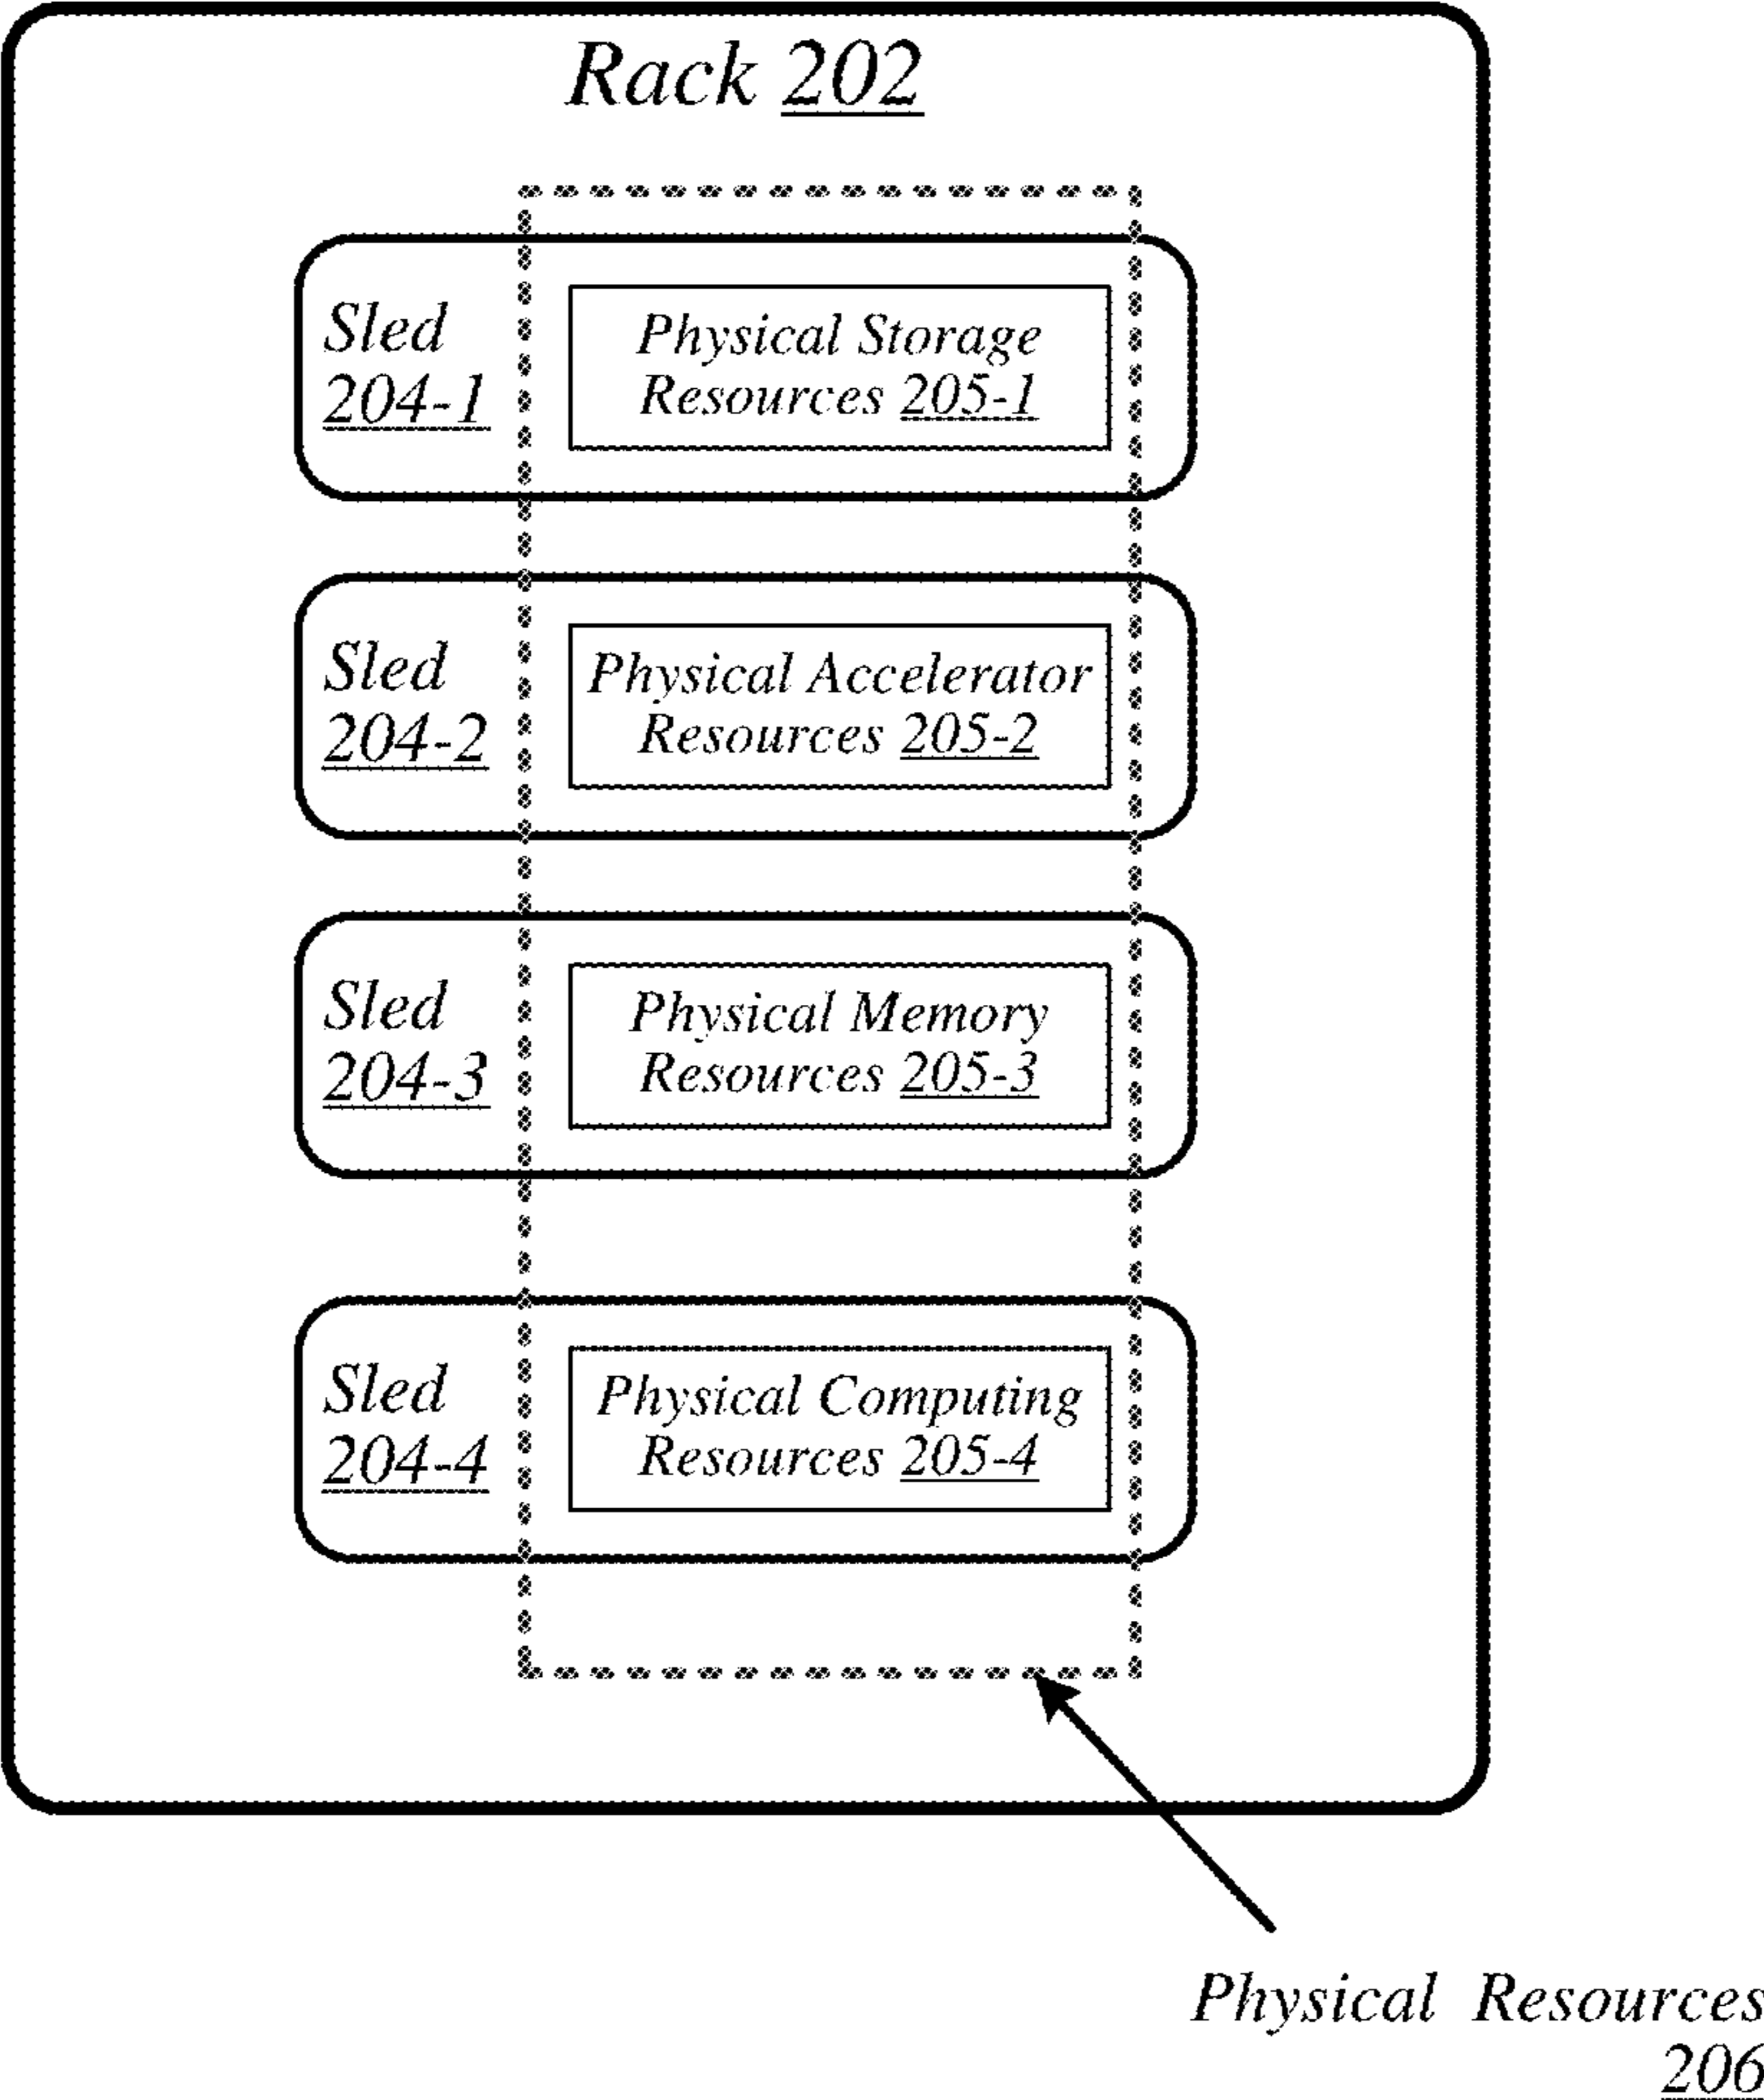 Rack 202
Sled
204-1
Physical Storage
Resources 205-1
Sled
204-2
Physical Accelerator
Resources 205-2
Sled
204-3
Physical Memory
Resources 205-3
Sled
204-4
Physical Computing
Resources 205-4
Physical Resources
206